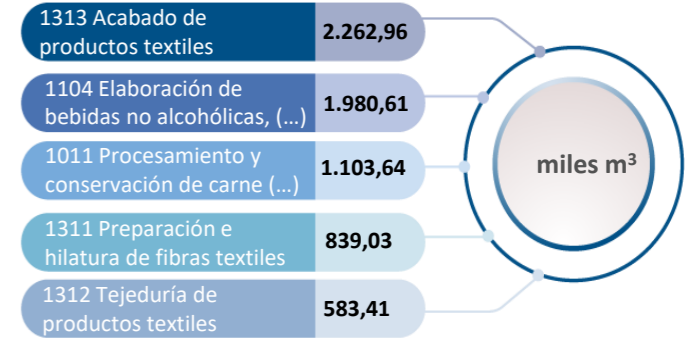 1313 Acabado de
productos textiles
2.262,96
1104 Elaboración de
bebidas no alcohólicas, (...)
1.980,61
1011 Procesamiento y
conservación de carne (...)
1.103,64
1311 Preparación e
hilatura de fibras textiles
839,03
1312 Tejeduría de
productos textiles
583,41
miles m³